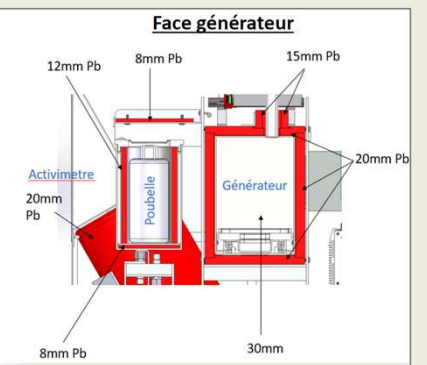 Face générateur
12mm Pb
8mm Pb
15mm Pb
20mm Pb
Activimetre
20mm
Pb
Poubelle
Générateur
8mm Pb
30mm